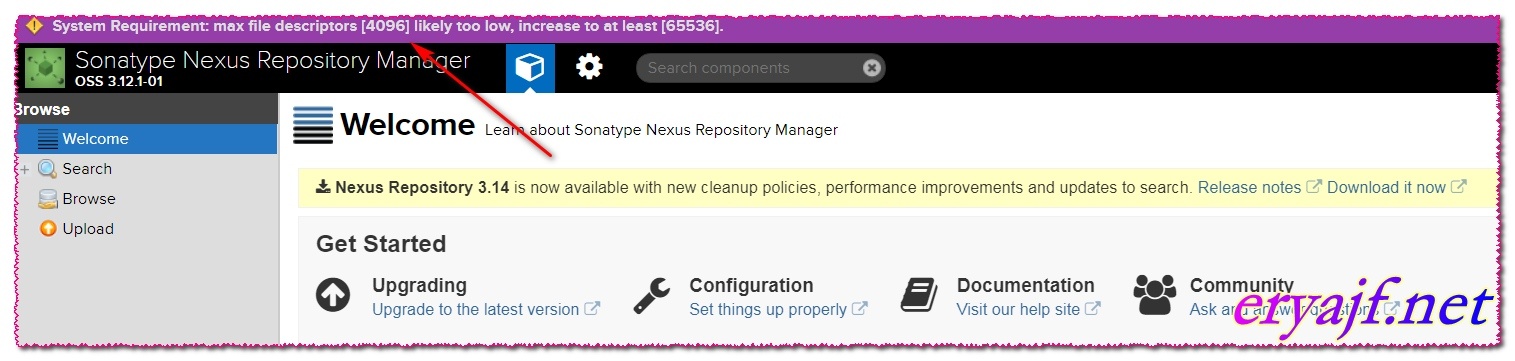 System Requirement: max file descriptors [4096] likely too low, increase to at least [65536].
Sonatype Nexus Repository Manager
OSS 3.12.1-01
Search components
Browse
Welcome
Search
Browse
Upload
Welcome Learn about Sonatype Nexus Repository Manager
Nexus Repository 3.14 is now available with new cleanup policies, performance improvements and updates to search. Release notes Download it now
Get Started
Upgrading
Upgrade to the latest version
Configuration
Set things up properly
Documentation
Visit our help site
Community
Ask and answer questions
eryajf.net